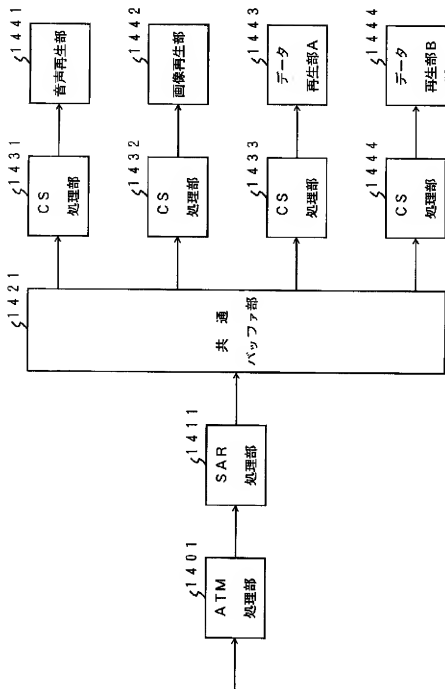 1441
音声再生部
1442
画像再生部
1443
データ
再生部A
1444
データ
再生部B
1431
CS
処理部
1432
CS
処理部
1433
CS
処理部
1444
CS
処理部
1421
共通
バッファ部
1411
SAR
処理部
1401
ATM
処理部